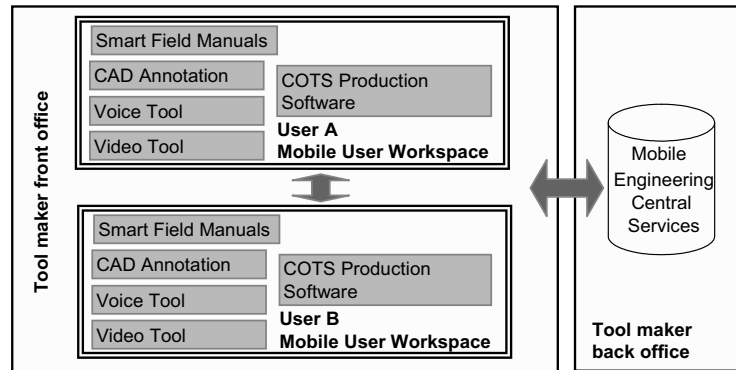 Tool maker front office
Smart Field Manuals
CAD Annotation
Voice Tool
Video Tool
COTS Production
Software
User A
Mobile User Workspace
Smart Field Manuals
CAD Annotation
Voice Tool
Video Tool
COTS Production
Software
User B
Mobile User Workspace
Mobile
Engineering
Central
Services
Tool maker
back office